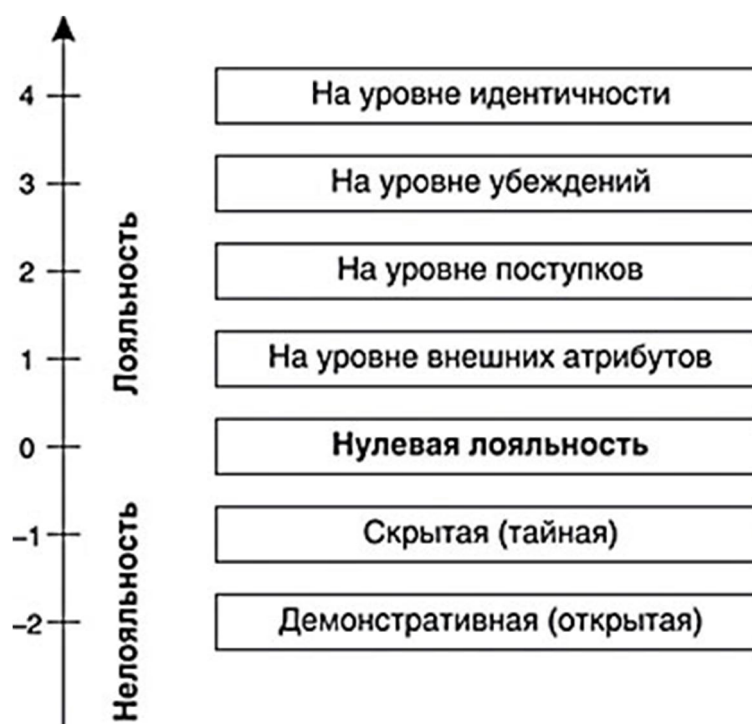 4
На уровне идентичности
3
На уровне убеждений
2
На уровне поступков
1
На уровне внешних атрибутов
Лояльность
0
Нулевая лояльность
–1
Скрытая (тайная)
–2
Демонстративная (открытая)
Нелояльность